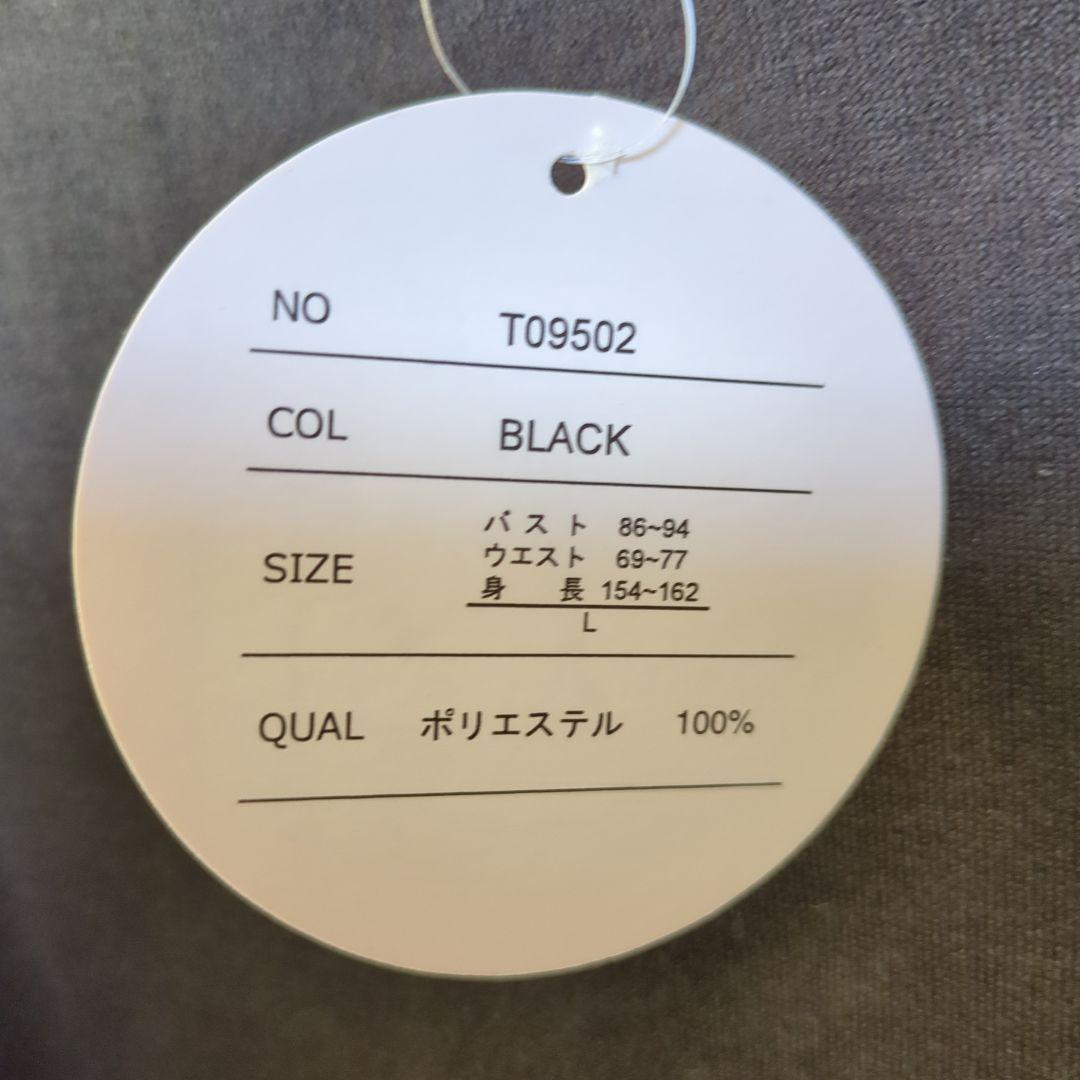 NO T09502
COL BLACK
バスト 86~94
ウエスト 69~77
SIZE
身 長 154~162
L
QUAL ポリエステル 100%